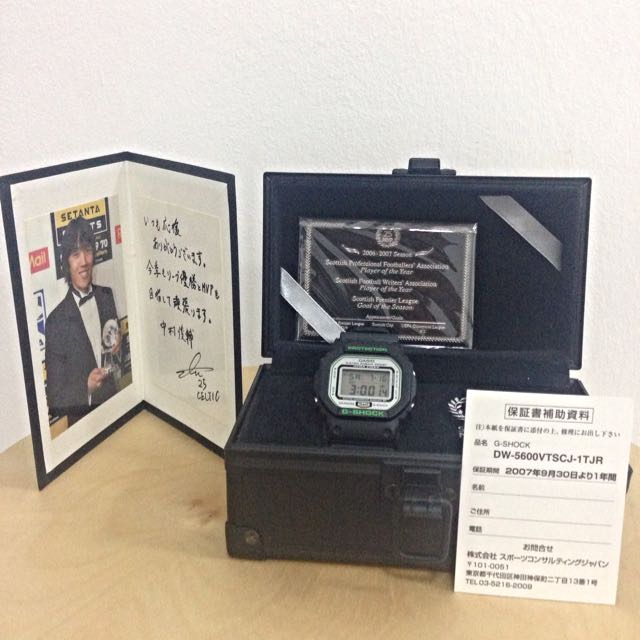 SETANTA
Mail
70
いつも応援
ありがとうございます。
今季もリーグ優勝とMVPを
目指して頑張ります。
中村俊輔
25
CELTIC
2006-2007 Season
Scottish Professional Footballers' Association
Player of the Year
Scottish Football Writers' Association
Player of the Year
Scottish Premier League
Goal of the Season
Appearance/Goals
PROTECTION
CASIO
G-SHOCK
保証書補助資料
注)本紙を保証書に添付の上、修理にお出し下さい
品名 G-SHOCK
DW-5600VTSCJ-1TJR
保証期間 2007年9月30日より1年間
名前
ご住所
電話
お問合せ
株式会社 スポーツコンサルティングジャパン
〒101-0051
東京都千代田区神田神保町二丁目13番1号
TEL03-5216-2009